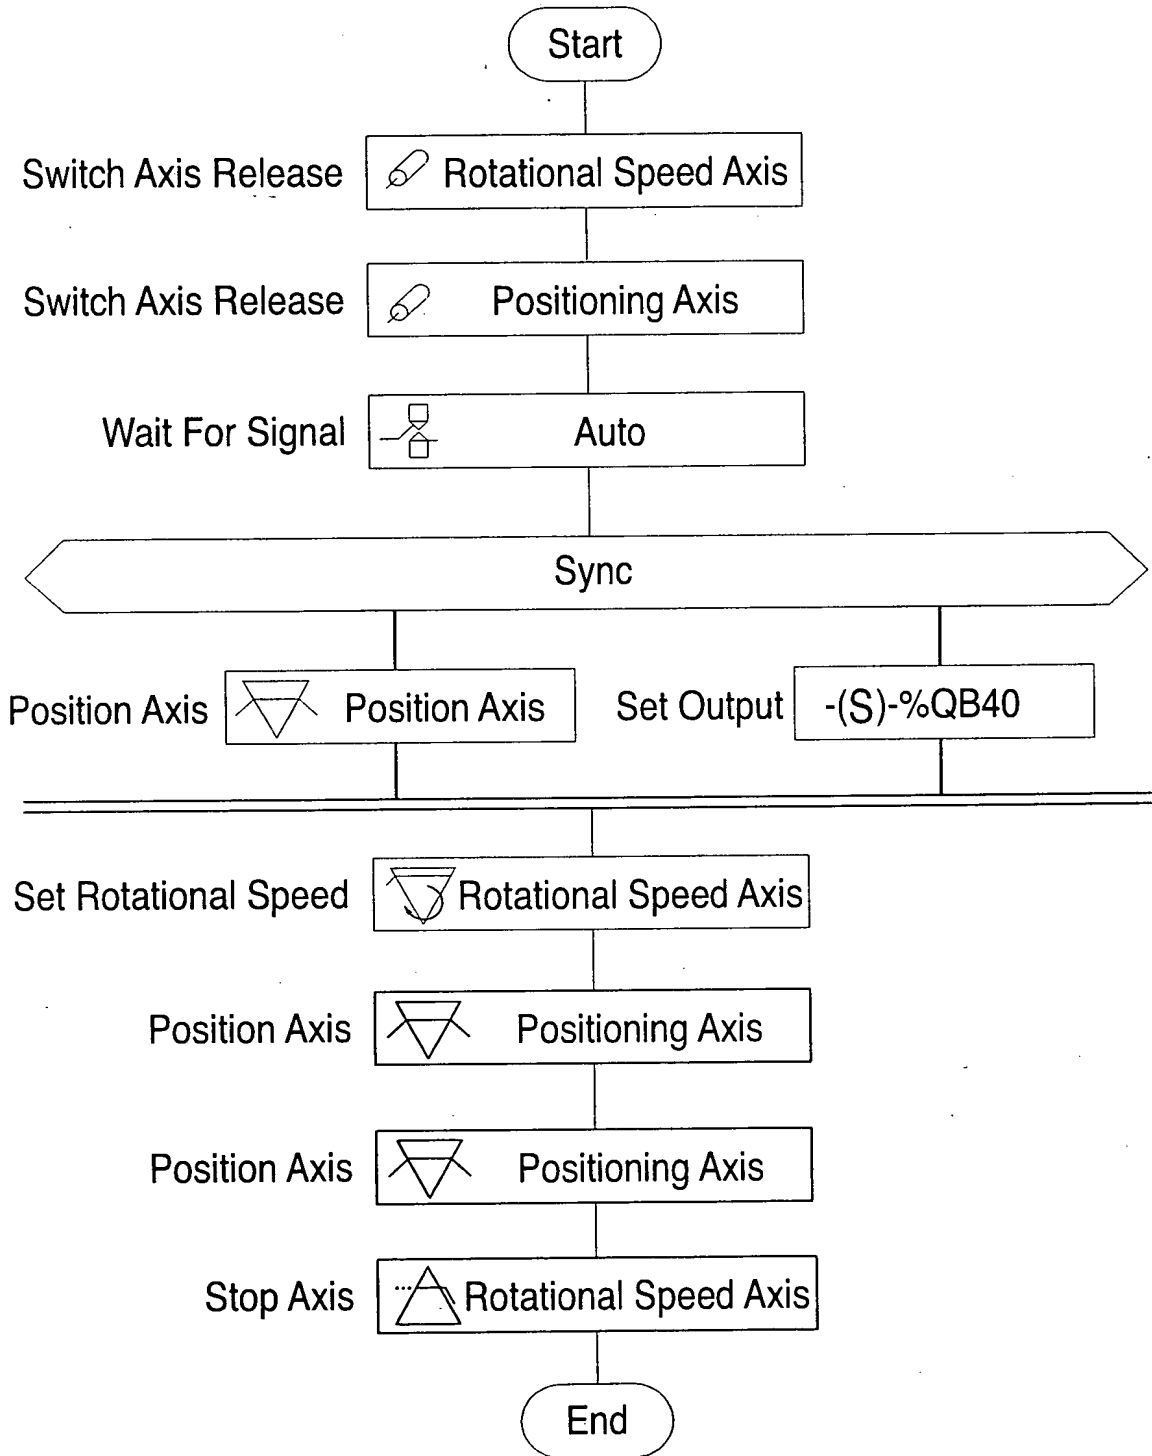 Start
Switch Axis Release Rotational Speed Axis
Switch Axis Release Positioning Axis
Wait For Signal Auto
Sync
Position Axis Position Axis Set Output -(S)-%QB40
Set Rotational Speed Rotational Speed Axis
Position Axis Positioning Axis
Position Axis Positioning Axis
Stop Axis Rotational Speed Axis
End